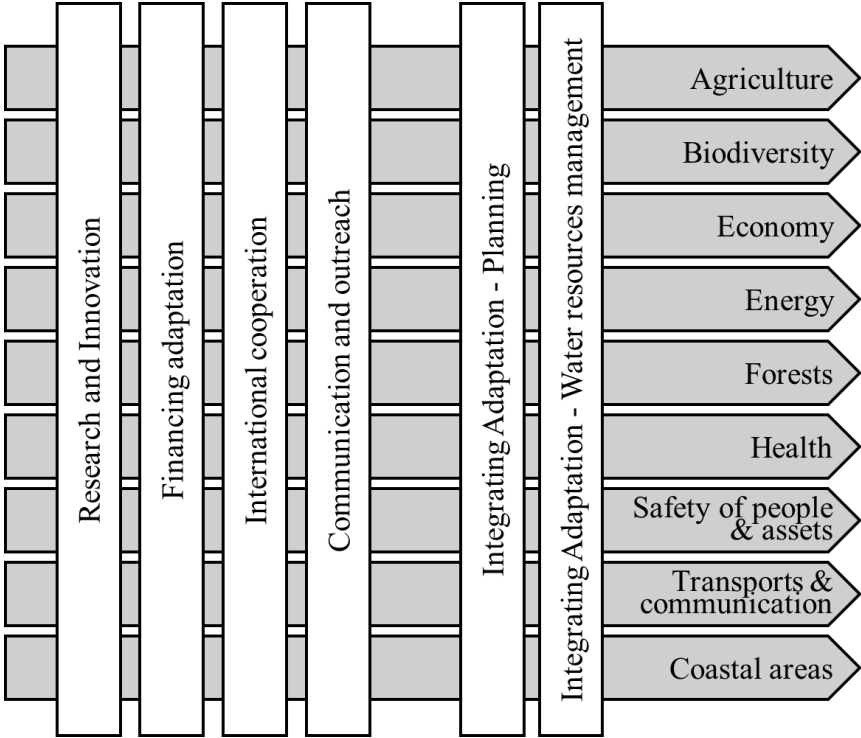 Research and Innovation
Financing adaptation
International cooperation
Communication and outreach
Integrating Adaptation - Planning
Integrating Adaptation - Water resources management
Agriculture
Biodiversity
Economy
Energy
Forests
Health
Safety of people
& assets
Transports &
communication
Coastal areas